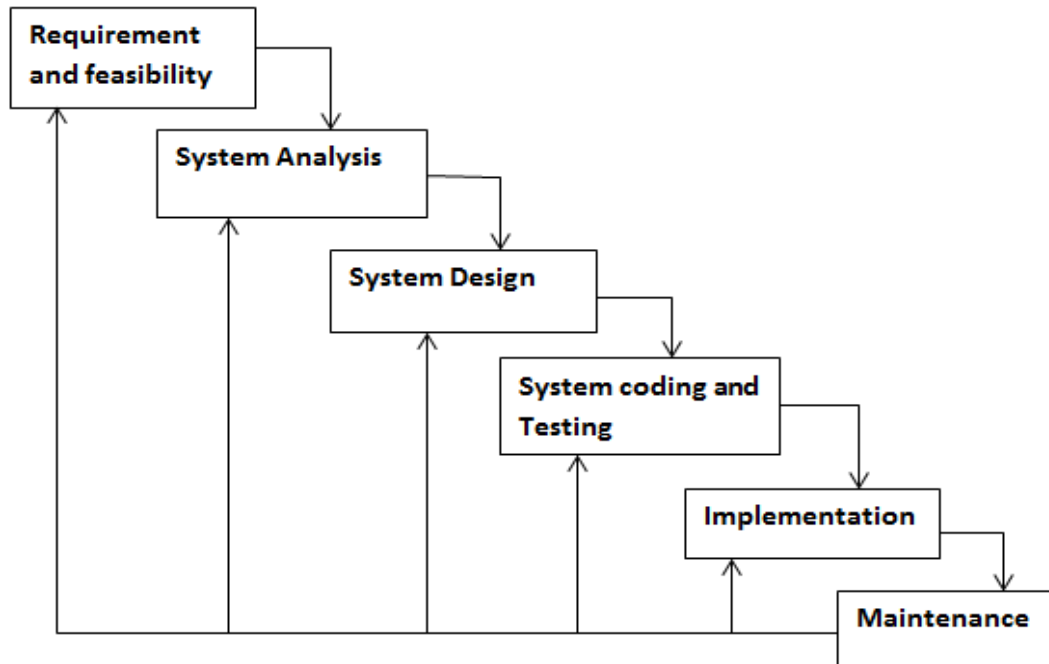 Requirement
and feasibility
System Analysis
System Design
System coding and
Testing
Implementation
Maintenance